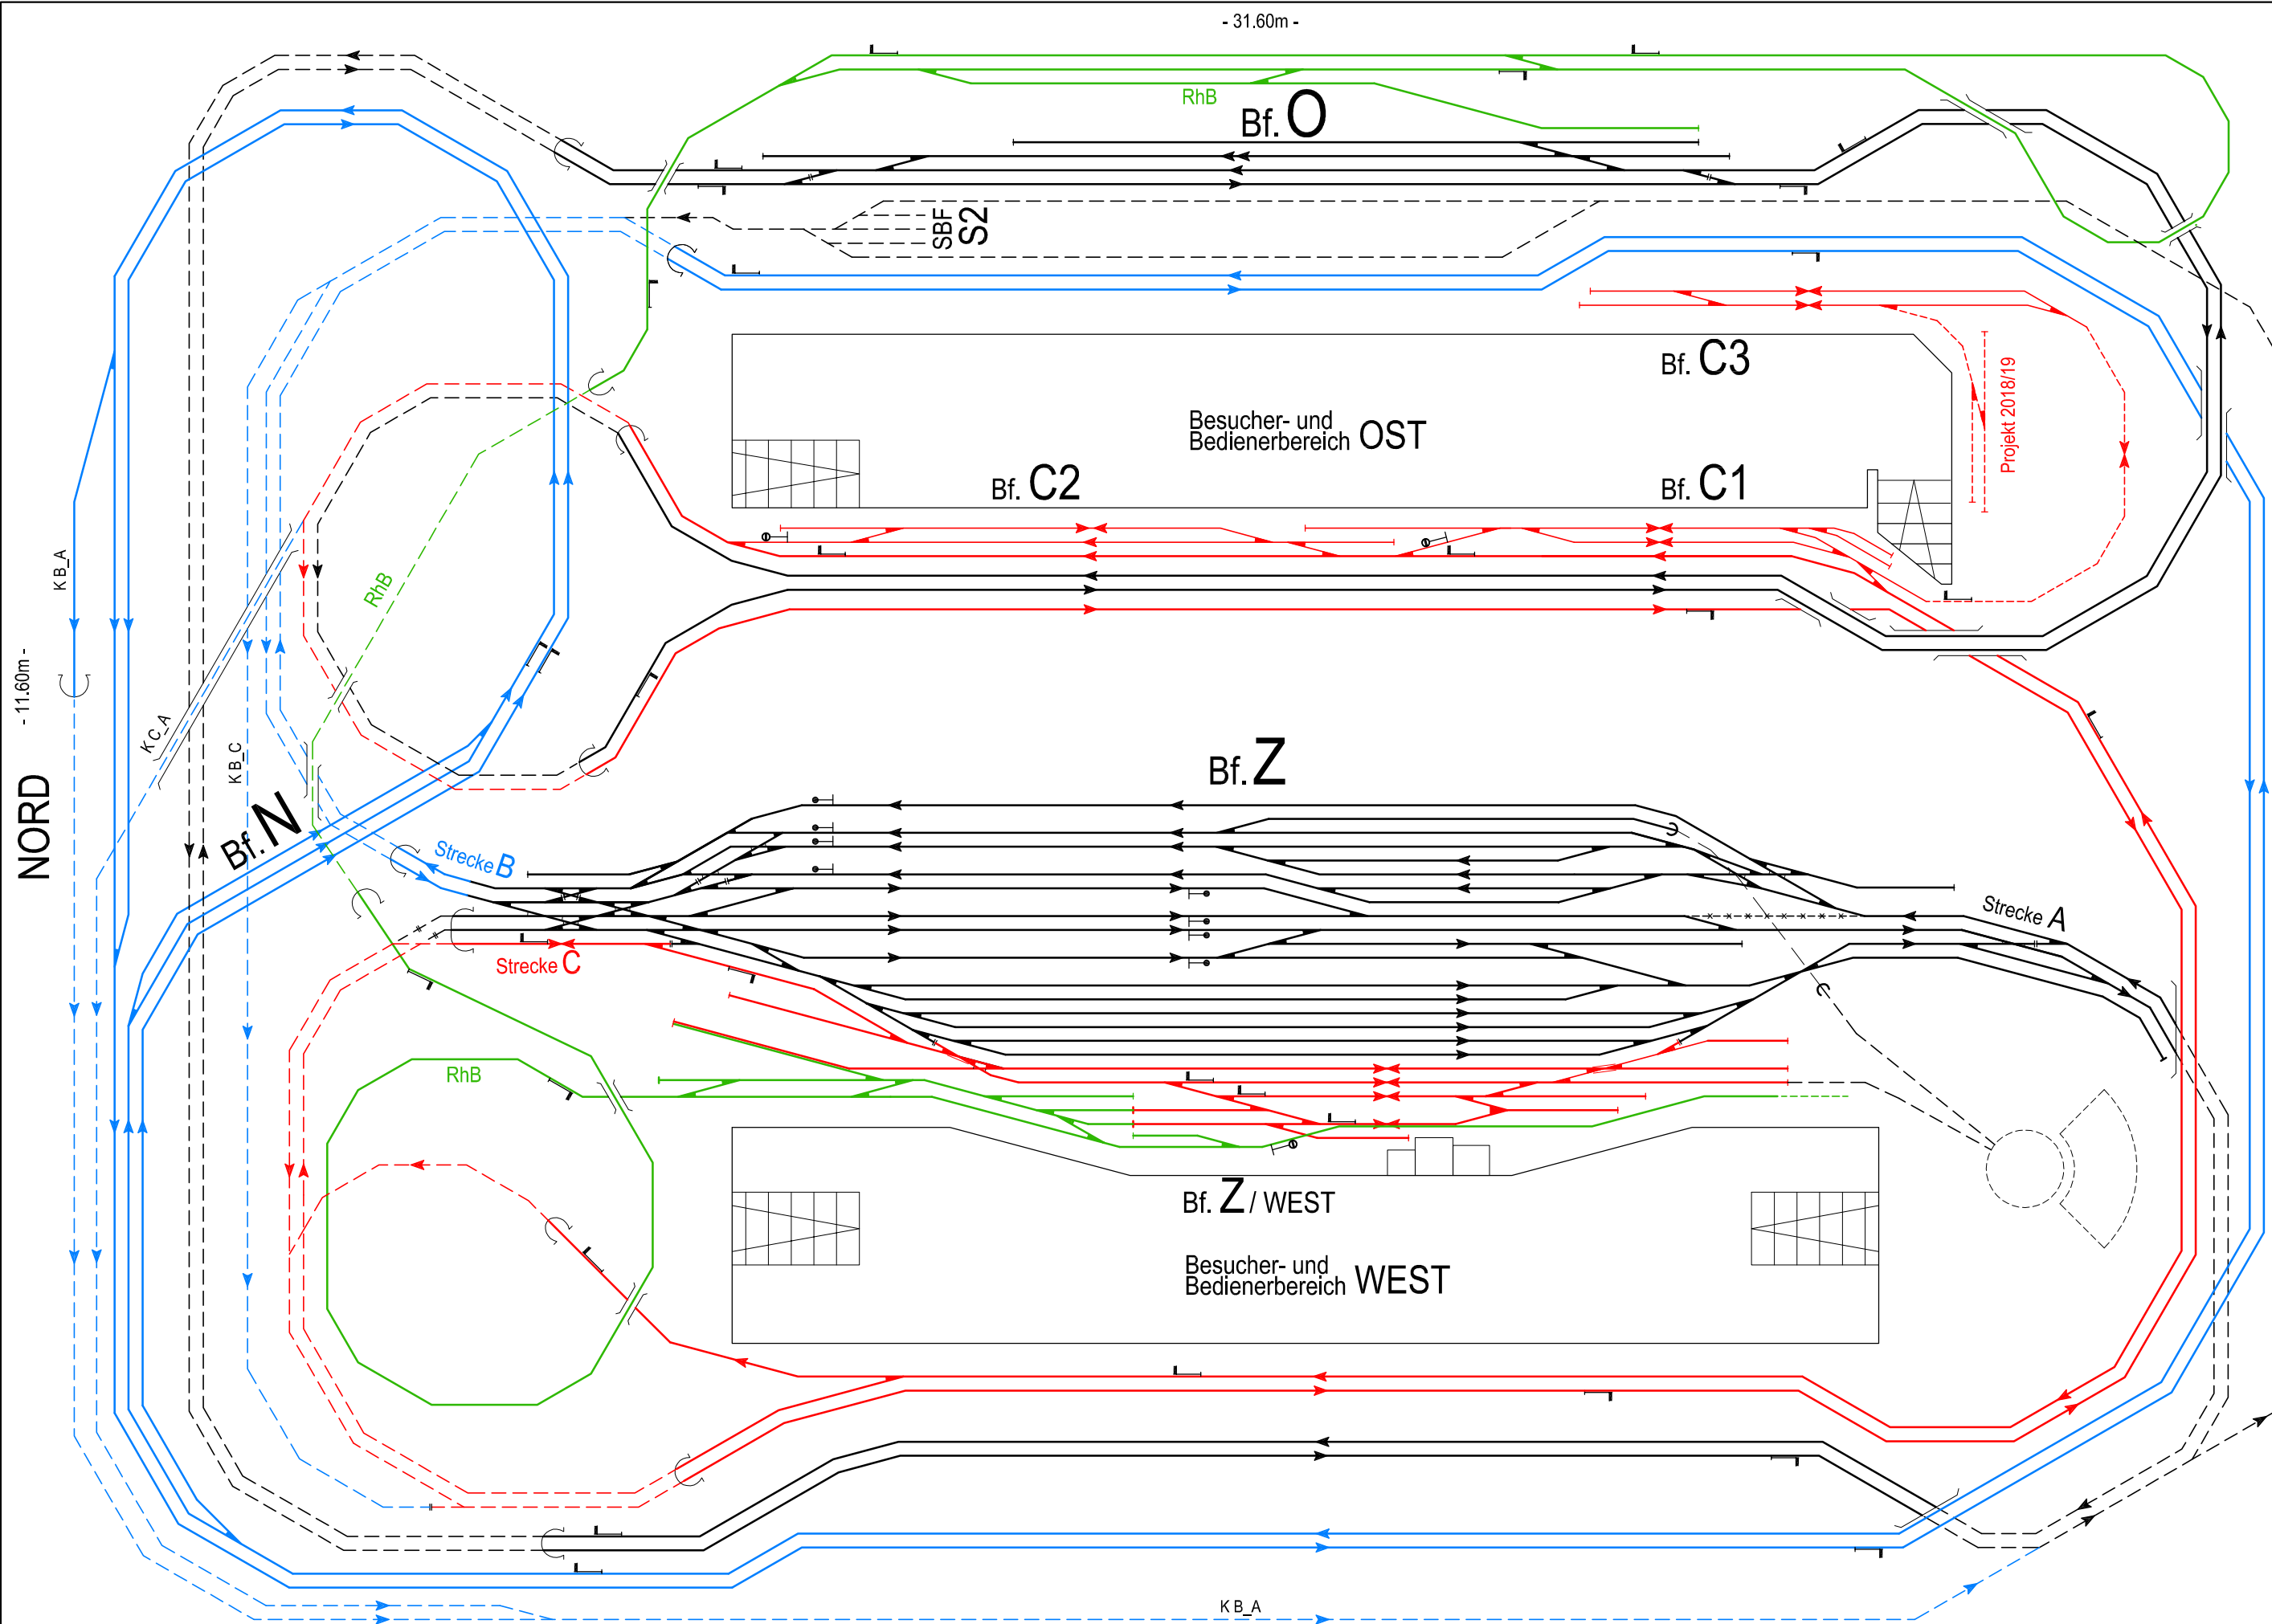 - 31.60m -
RhB
Bf. O
SBF
S2
Bf. C3
Besucher- und
Bedienerbereich OST
Projekt 2018/19
Bf. C2
Bf. C1
K B_A
RhB
- 11.60m -
NORD
K C_A
K B_C
Bf. N
Bf. Z
Strecke B
Strecke A
Strecke C
RhB
Bf. Z / WEST
Besucher- und
Bedienerbereich WEST
K B_A